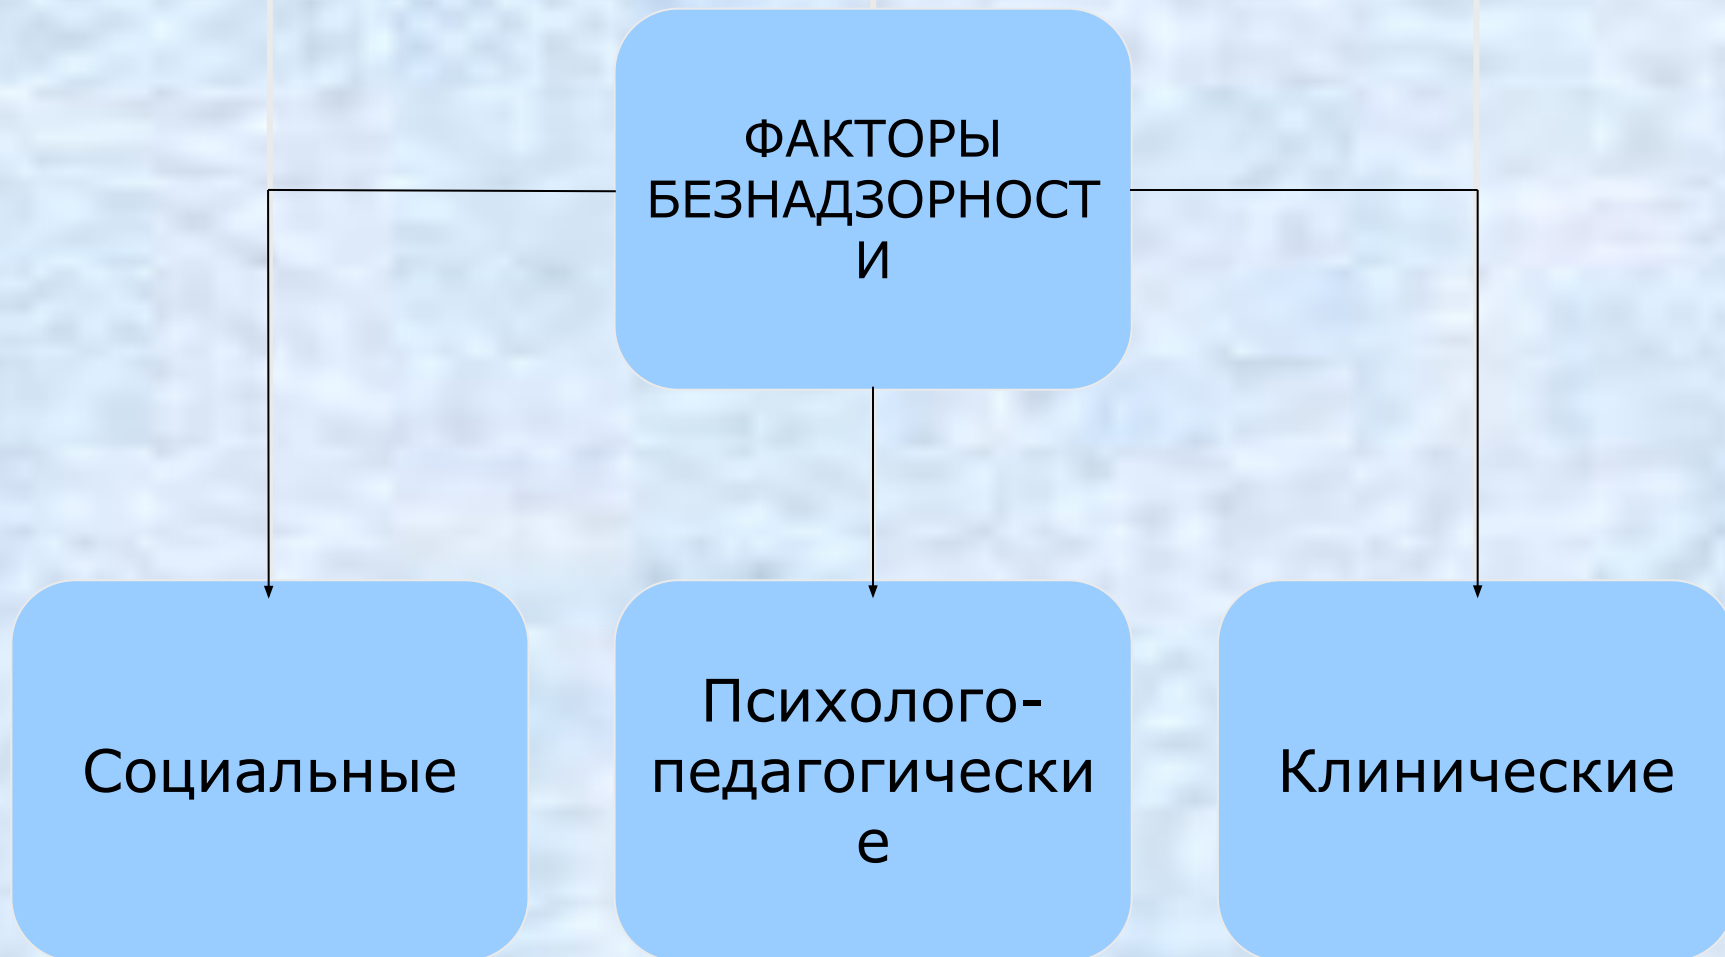 ФАКТОРЫ
БЕЗНАДЗОРНОСТ
И
Социальные
Психолого-
педагогически
е
Клинические